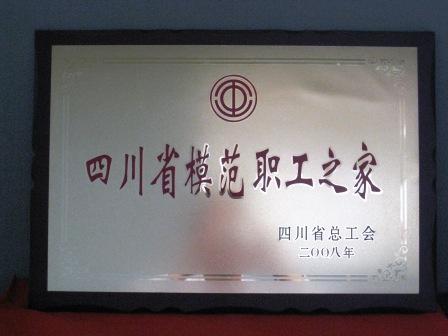 四川省模范职工之家
四川省总工会
二〇〇八年